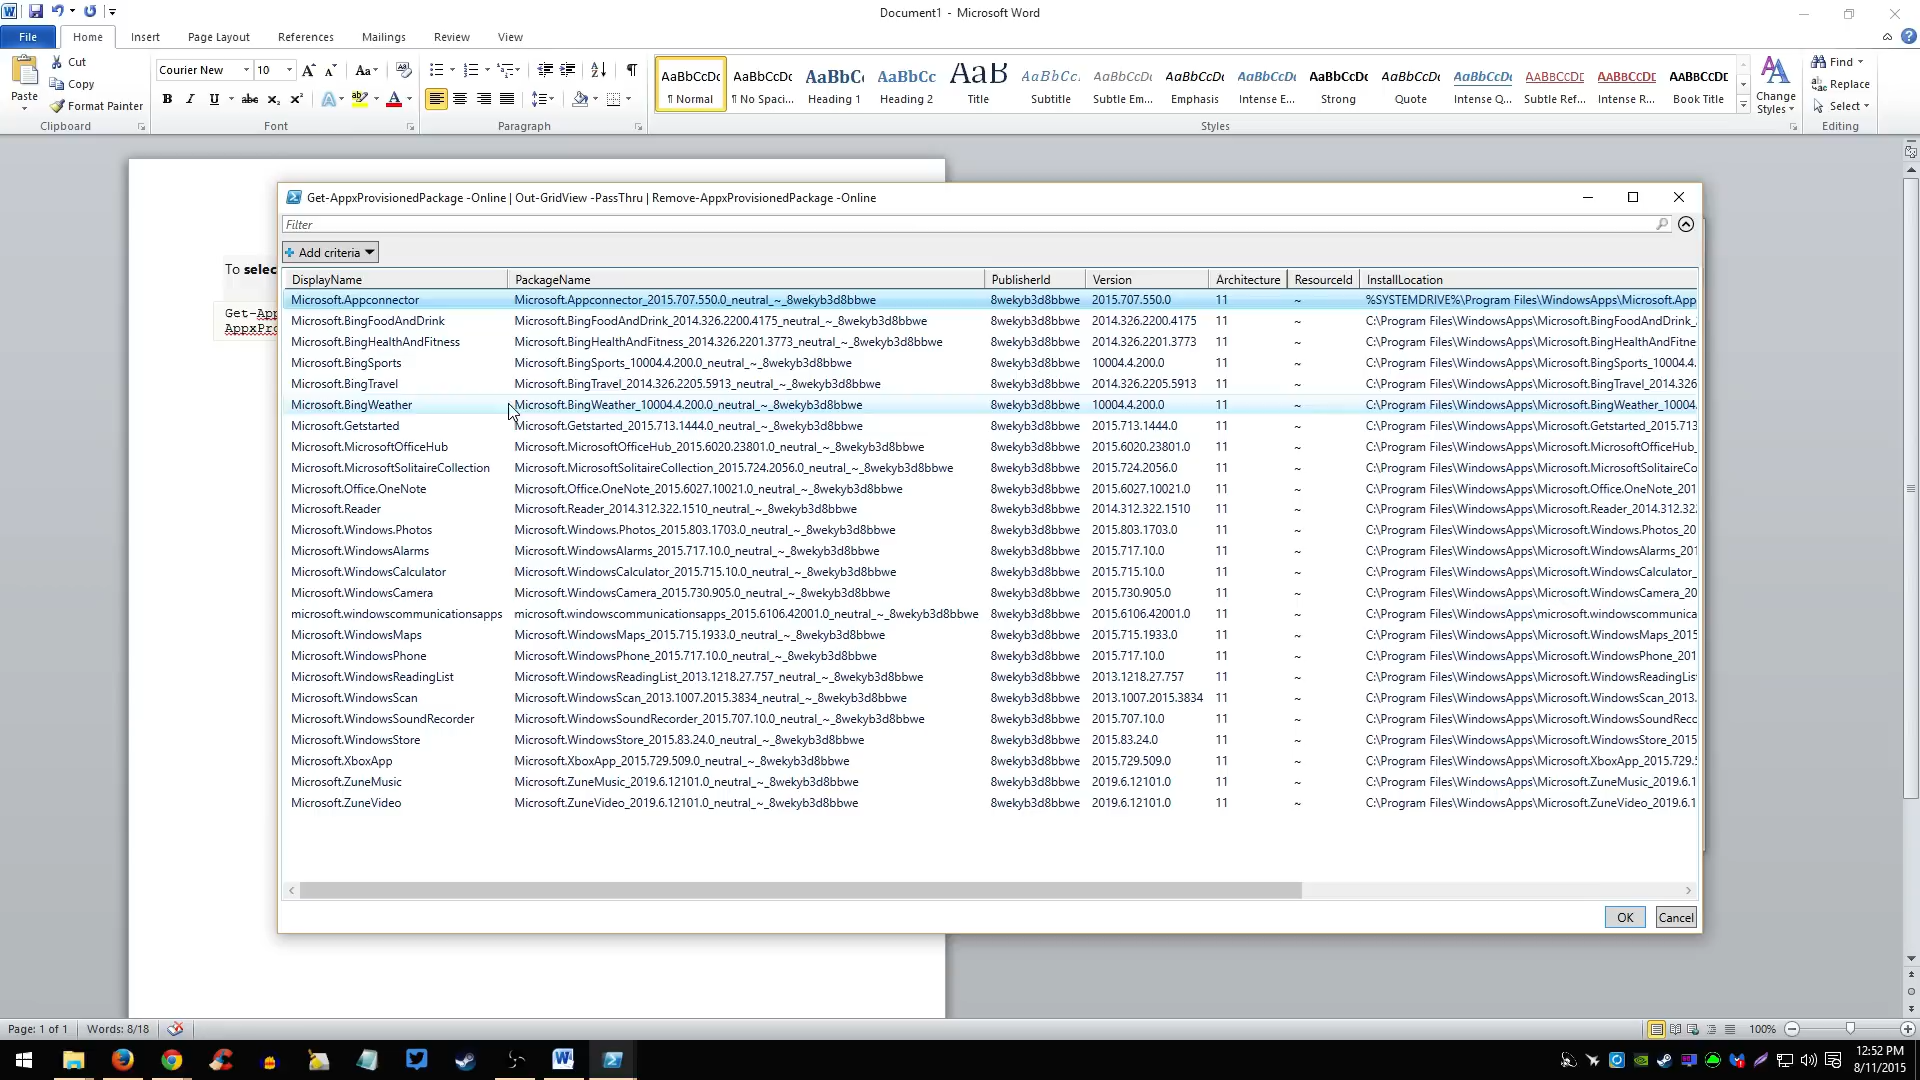 Document1 - Microsoft Word
File Home Insert Page Layout References Mailings Review View
Paste
Cut
Copy
Format Painter
Clipboard
Courier New 10
Font
Paragraph
AaBbCcDc AaBbCcDc AaBbCc AaBbCc AaB AaBbCc. AaBbCcDc AaBbCcDc AaBbCcDc AaBbCcDc AaBbCcDc AaBbCcDc AABBCCDE AABBCCDE AABBCCDE
¶ Normal ¶ No Spaci... Heading 1 Heading 2 Title Subtitle Subtle Em... Emphasis Intense E... Strong Quote Intense Q... Subtle Ref... Intense R... Book Title
Styles
Change
Styles
Find
Replace
Select
Editing
To selec
Get-App
AppxPro
Get-AppxProvisionedPackage -Online | Out-GridView -PassThru | Remove-AppxProvisionedPackage -Online
Filter
Add criteria
DisplayName PackageName PublisherId Version Architecture ResourceId InstallLocation
Microsoft.Appconnector Microsoft.Appconnector_2015.707.550.0_neutral_~_8wekyb3d8bbwe 8wekyb3d8bbwe 2015.707.550.0 11 ~ %SYSTEMDRIVE%\Program Files\WindowsApps\Microsoft.App
Microsoft.BingFoodAndDrink Microsoft.BingFoodAndDrink_2014.326.2200.4175_neutral_~_8wekyb3d8bbwe 8wekyb3d8bbwe 2014.326.2200.4175 11 ~ C:\Program Files\WindowsApps\Microsoft.BingFoodAndDrink_
Microsoft.BingHealthAndFitness Microsoft.BingHealthAndFitness_2014.326.2201.3773_neutral_~_8wekyb3d8bbwe 8wekyb3d8bbwe 2014.326.2201.3773 11 ~ C:\Program Files\WindowsApps\Microsoft.BingHealthAndFitne
Microsoft.BingSports Microsoft.BingSports_10004.4.200.0_neutral_~_8wekyb3d8bbwe 8wekyb3d8bbwe 10004.4.200.0 11 ~ C:\Program Files\WindowsApps\Microsoft.BingSports_10004.4.
Microsoft.BingTravel Microsoft.BingTravel_2014.326.2205.5913_neutral_~_8wekyb3d8bbwe 8wekyb3d8bbwe 2014.326.2205.5913 11 ~ C:\Program Files\WindowsApps\Microsoft.BingTravel_2014.326
Microsoft.BingWeather Microsoft.BingWeather_10004.4.200.0_neutral_~_8wekyb3d8bbwe 8wekyb3d8bbwe 10004.4.200.0 11 ~ C:\Program Files\WindowsApps\Microsoft.BingWeather_10004.
Microsoft.Getstarted Microsoft.Getstarted_2015.713.1444.0_neutral_~_8wekyb3d8bbwe 8wekyb3d8bbwe 2015.713.1444.0 11 ~ C:\Program Files\WindowsApps\Microsoft.Getstarted_2015.713
Microsoft.MicrosoftOfficeHub Microsoft.MicrosoftOfficeHub_2015.6020.23801.0_neutral_~_8wekyb3d8bbwe 8wekyb3d8bbwe 2015.6020.23801.0 11 ~ C:\Program Files\WindowsApps\Microsoft.MicrosoftOfficeHub_
Microsoft.MicrosoftSolitaireCollection Microsoft.MicrosoftSolitaireCollection_2015.724.2056.0_neutral_~_8wekyb3d8bbwe 8wekyb3d8bbwe 2015.724.2056.0 11 ~ C:\Program Files\WindowsApps\Microsoft.MicrosoftSolitaireCo
Microsoft.Office.OneNote Microsoft.Office.OneNote_2015.6027.10021.0_neutral_~_8wekyb3d8bbwe 8wekyb3d8bbwe 2015.6027.10021.0 11 ~ C:\Program Files\WindowsApps\Microsoft.Office.OneNote_201
Microsoft.Reader Microsoft.Reader_2014.312.322.1510_neutral_~_8wekyb3d8bbwe 8wekyb3d8bbwe 2014.312.322.1510 11 ~ C:\Program Files\WindowsApps\Microsoft.Reader_2014.312.32
Microsoft.Windows.Photos Microsoft.Windows.Photos_2015.803.1703.0_neutral_~_8wekyb3d8bbwe 8wekyb3d8bbwe 2015.803.1703.0 11 ~ C:\Program Files\WindowsApps\Microsoft.Windows.Photos_20
Microsoft.WindowsAlarms Microsoft.WindowsAlarms_2015.717.10.0_neutral_~_8wekyb3d8bbwe 8wekyb3d8bbwe 2015.717.10.0 11 ~ C:\Program Files\WindowsApps\Microsoft.WindowsAlarms_201
Microsoft.WindowsCalculator Microsoft.WindowsCalculator_2015.715.10.0_neutral_~_8wekyb3d8bbwe 8wekyb3d8bbwe 2015.715.10.0 11 ~ C:\Program Files\WindowsApps\Microsoft.WindowsCalculator_
Microsoft.WindowsCamera Microsoft.WindowsCamera_2015.730.905.0_neutral_~_8wekyb3d8bbwe 8wekyb3d8bbwe 2015.730.905.0 11 ~ C:\Program Files\WindowsApps\Microsoft.WindowsCamera_20
microsoft.windowscommunicationsapps microsoft.windowscommunicationsapps_2015.6106.42001.0_neutral_~_8wekyb3d8bbwe 8wekyb3d8bbwe 2015.6106.42001.0 11 ~ C:\Program Files\WindowsApps\microsoft.windowscommunica
Microsoft.WindowsMaps Microsoft.WindowsMaps_2015.715.1933.0_neutral_~_8wekyb3d8bbwe 8wekyb3d8bbwe 2015.715.1933.0 11 ~ C:\Program Files\WindowsApps\Microsoft.WindowsMaps_2015
Microsoft.WindowsPhone Microsoft.WindowsPhone_2015.717.10.0_neutral_~_8wekyb3d8bbwe 8wekyb3d8bbwe 2015.717.10.0 11 ~ C:\Program Files\WindowsApps\Microsoft.WindowsPhone_201
Microsoft.WindowsReadingList Microsoft.WindowsReadingList_2013.1218.27.757_neutral_~_8wekyb3d8bbwe 8wekyb3d8bbwe 2013.1218.27.757 11 ~ C:\Program Files\WindowsApps\Microsoft.WindowsReadingLis
Microsoft.WindowsScan Microsoft.WindowsScan_2013.1007.2015.3834_neutral_~_8wekyb3d8bbwe 8wekyb3d8bbwe 2013.1007.2015.3834 11 ~ C:\Program Files\WindowsApps\Microsoft.WindowsScan_2013.
Microsoft.WindowsSoundRecorder Microsoft.WindowsSoundRecorder_2015.707.10.0_neutral_~_8wekyb3d8bbwe 8wekyb3d8bbwe 2015.707.10.0 11 ~ C:\Program Files\WindowsApps\Microsoft.WindowsSoundRecc
Microsoft.WindowsStore Microsoft.WindowsStore_2015.83.24.0_neutral_~_8wekyb3d8bbwe 8wekyb3d8bbwe 2015.83.24.0 11 ~ C:\Program Files\WindowsApps\Microsoft.WindowsStore_2015
Microsoft.XboxApp Microsoft.XboxApp_2015.729.509.0_neutral_~_8wekyb3d8bbwe 8wekyb3d8bbwe 2015.729.509.0 11 ~ C:\Program Files\WindowsApps\Microsoft.XboxApp_2015.729.5
Microsoft.ZuneMusic Microsoft.ZuneMusic_2019.6.12101.0_neutral_~_8wekyb3d8bbwe 8wekyb3d8bbwe 2019.6.12101.0 11 ~ C:\Program Files\WindowsApps\Microsoft.ZuneMusic_2019.6.1
Microsoft.ZuneVideo Microsoft.ZuneVideo_2019.6.12101.0_neutral_~_8wekyb3d8bbwe 8wekyb3d8bbwe 2019.6.12101.0 11 ~ C:\Program Files\WindowsApps\Microsoft.ZuneVideo_2019.6.1
OK Cancel
Page: 1 of 1 Words: 8/18 100%
12:52 PM
8/11/2015